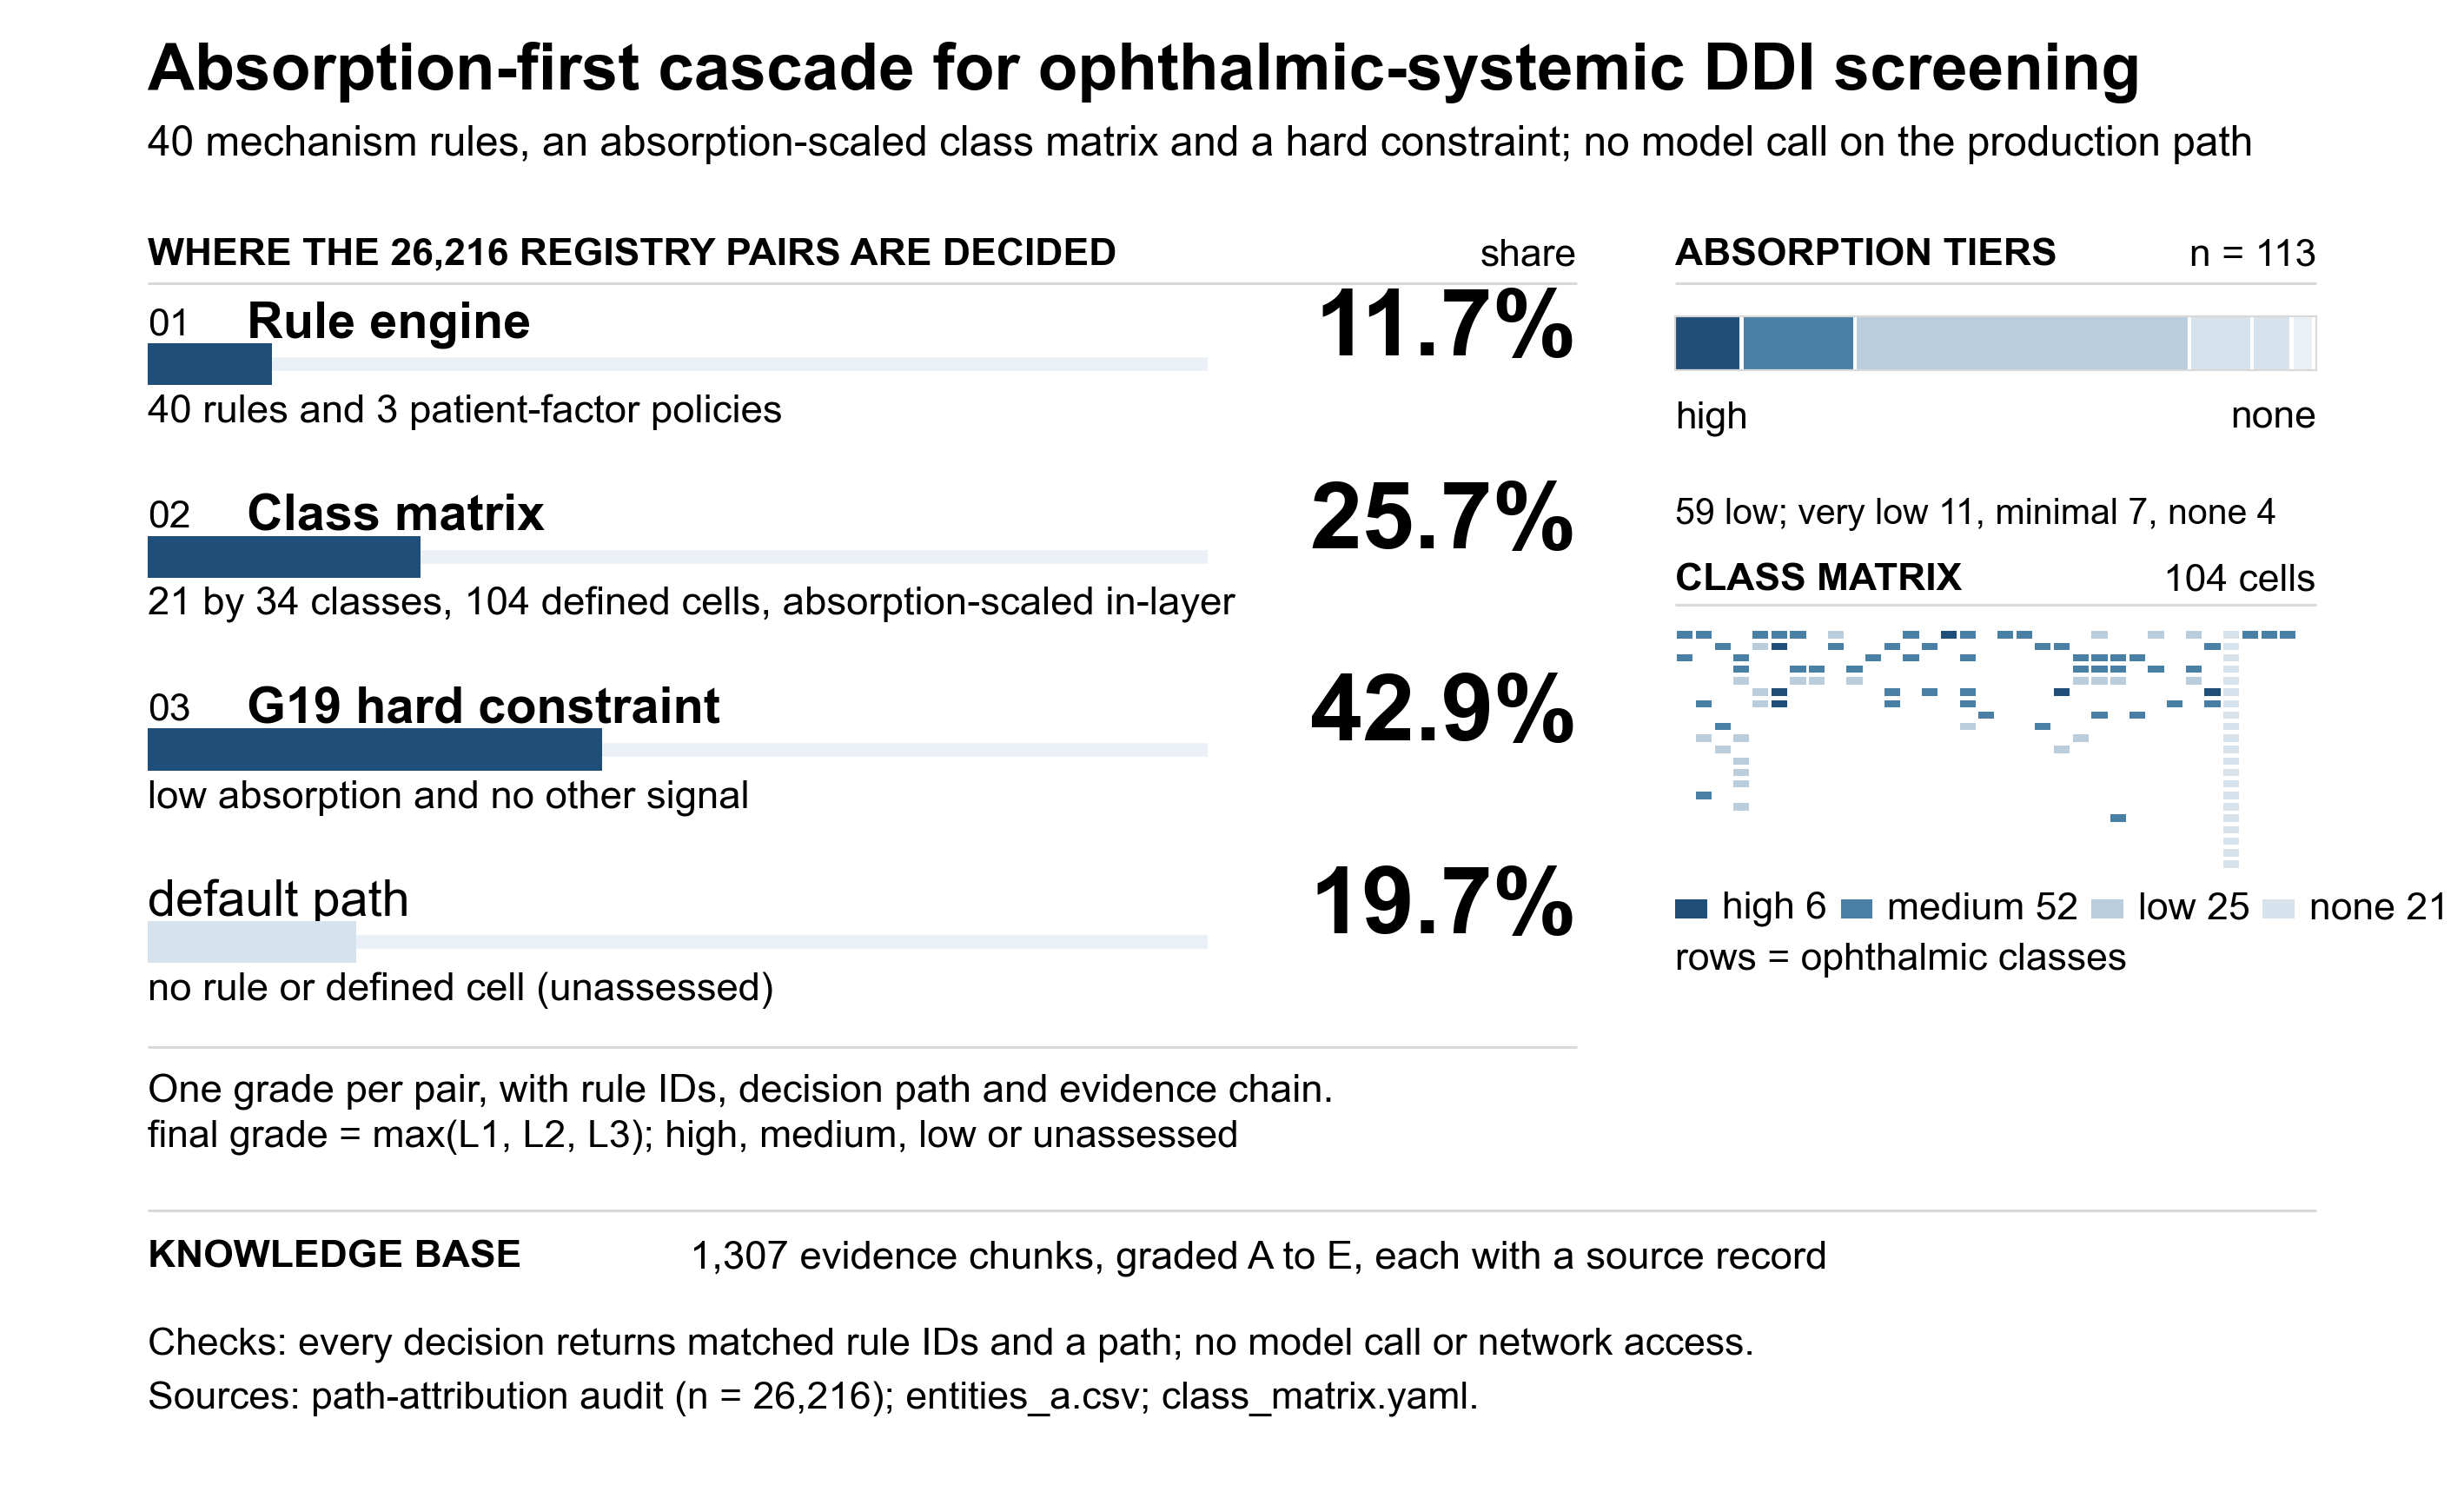 Absorption-first cascade for ophthalmic-systemic DDI screening
40 mechanism rules, an absorption-scaled class matrix and a hard constraint; no model call on the production path
WHERE THE 26,216 REGISTRY PAIRS ARE DECIDED share
01 Rule engine 11.7%
40 rules and 3 patient-factor policies
02 Class matrix 25.7%
21 by 34 classes, 104 defined cells, absorption-scaled in-layer
03 G19 hard constraint 42.9%
low absorption and no other signal
default path 19.7%
no rule or defined cell (unassessed)
One grade per pair, with rule IDs, decision path and evidence chain.
final grade = max(L1, L2, L3); high, medium, low or unassessed
ABSORPTION TIERS n = 113
high none
59 low; very low 11, minimal 7, none 4
CLASS MATRIX 104 cells
high 6 medium 52 low 25 none 21
rows = ophthalmic classes
KNOWLEDGE BASE 1,307 evidence chunks, graded A to E, each with a source record
Checks: every decision returns matched rule IDs and a path; no model call or network access.
Sources: path-attribution audit (n = 26,216); entities_a.csv; class_matrix.yaml.